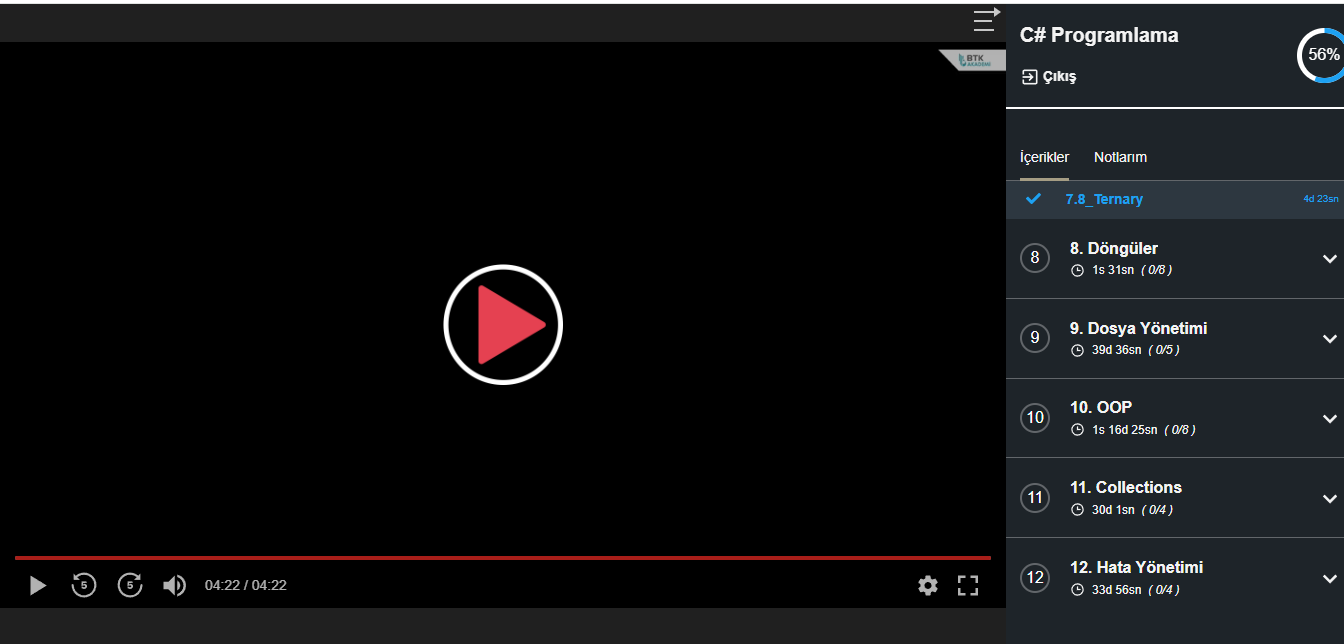 BTK
AKADEMİ
5
5
04:22 / 04:22
C# Programlama
56%
Çıkış
İçerikler
Notlarım
7.8_Ternary
4d 23sn
8
8. Döngüler
1s 31sn ( 0/8 )
9
9. Dosya Yönetimi
39d 36sn ( 0/5 )
10
10. OOP
1s 16d 25sn ( 0/8 )
11
11. Collections
30d 1sn ( 0/4 )
12
12. Hata Yönetimi
33d 56sn ( 0/4 )